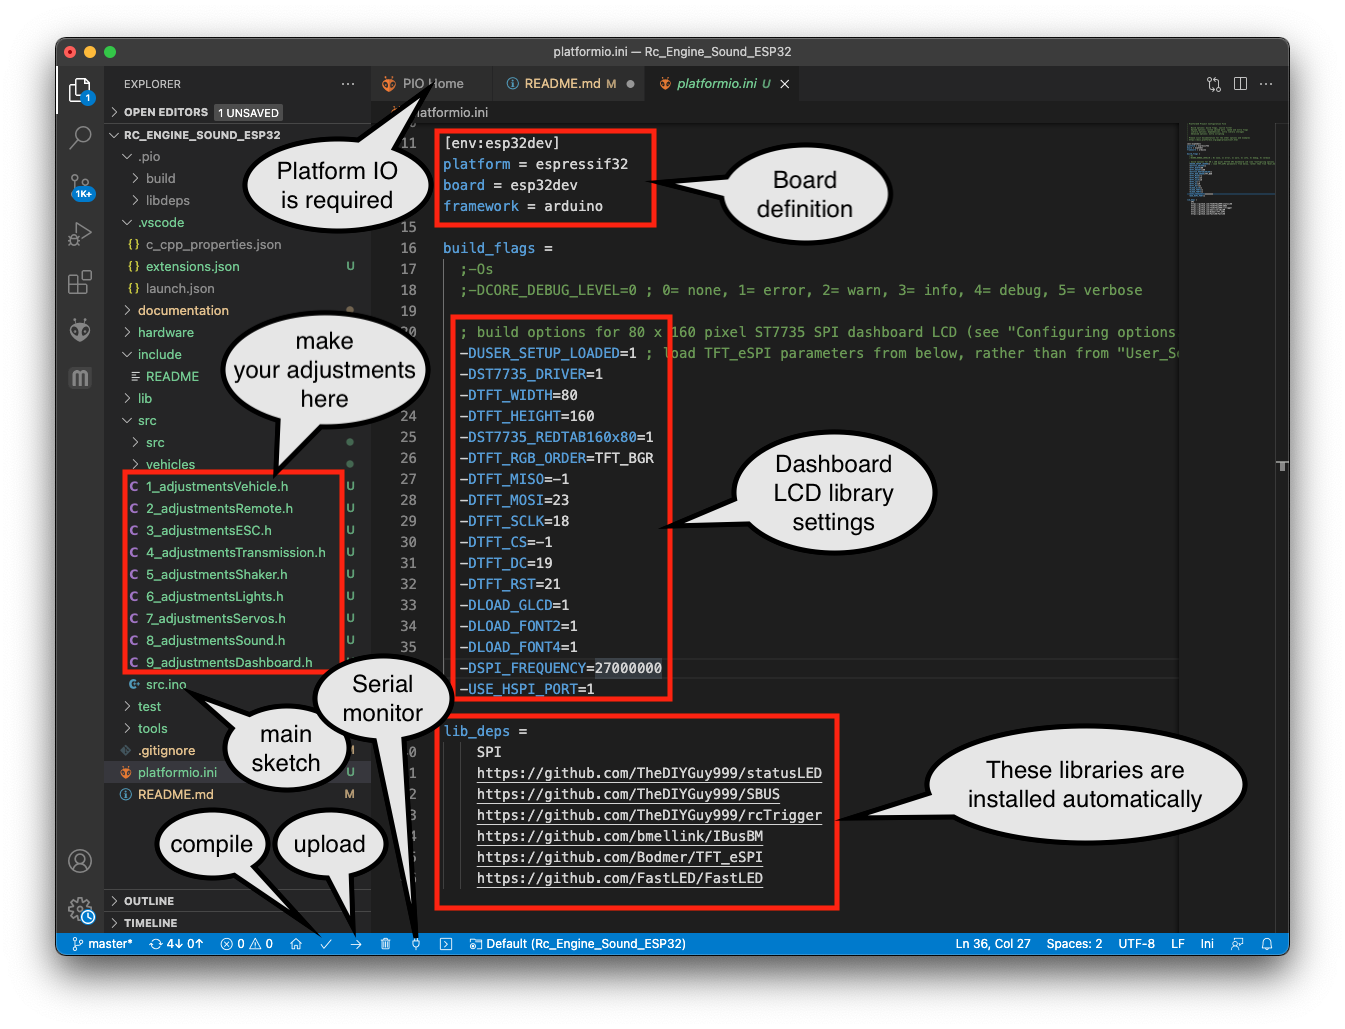 platformio.ini — Rc_Engine_Sound_ESP32
EXPLORER
PIO Home
README.md M
platformio.ini U
OPEN EDITORS 1 UNSAVED
RC_ENGINE_SOUND_ESP32
.pio
build
libdeps
.vscode
c_cpp_properties.json
extensions.json U
launch.json
documentation
hardware
include
README
lib
src
src
vehicles
1_adjustmentsVehicle.h U
2_adjustmentsRemote.h U
3_adjustmentsESC.h U
4_adjustmentsTransmission.h U
5_adjustmentsShaker.h U
6_adjustmentsLights.h U
7_adjustmentsServos.h U
8_adjustmentsSound.h U
9_adjustmentsDashboard.h
src.ino
test
tools
.gitignore
platformio.ini U
README.md M
OUTLINE
TIMELINE
1
1K+
Platform IO
is required
make
your adjustments
here
main
sketch
Serial
monitor
compile
upload
atformio.ini
11 [env:esp32dev]
platform = espressif32
board = esp32dev
framework = arduino
15
16 build_flags =
17 ;-Os
18 ;-DCORE_DEBUG_LEVEL=0 ; 0= none, 1= error, 2= warn, 3= info, 4= debug, 5= verbose
19
20 ; build options for 80 x 160 pixel ST7735 SPI dashboard LCD (see "Configuring options
-DUSER_SETUP_LOADED=1 ; load TFT_eSPI parameters from below, rather than from "User_Se
-DST7735_DRIVER=1
-DTFT_WIDTH=80
24 -DTFT_HEIGHT=160
25 -DST7735_REDTAB160x80=1
26 -DTFT_RGB_ORDER=TFT_BGR
27 -DTFT_MISO=-1
28 -DTFT_MOSI=23
29 -DTFT_SCLK=18
30 -DTFT_CS=-1
31 -DTFT_DC=19
32 -DTFT_RST=21
33 -DLOAD_GLCD=1
34 -DLOAD_FONT2=1
35 -DLOAD_FONT4=1
-DSPI_FREQUENCY=27000000
-USE_HSPI_PORT=1
lib_deps =
SPI
https://github.com/TheDIYGuy999/statusLED
https://github.com/TheDIYGuy999/SBUS
https://github.com/TheDIYGuy999/rcTrigger
https://github.com/bmellink/IBusBM
https://github.com/Bodmer/TFT_eSPI
https://github.com/FastLED/FastLED
Board
definition
Dashboard
LCD library
settings
These libraries are
installed automatically
master* 4↓ 0↑ 0 0 Default (Rc_Engine_Sound_ESP32) Ln 36, Col 27 Spaces: 2 UTF-8 LF Ini